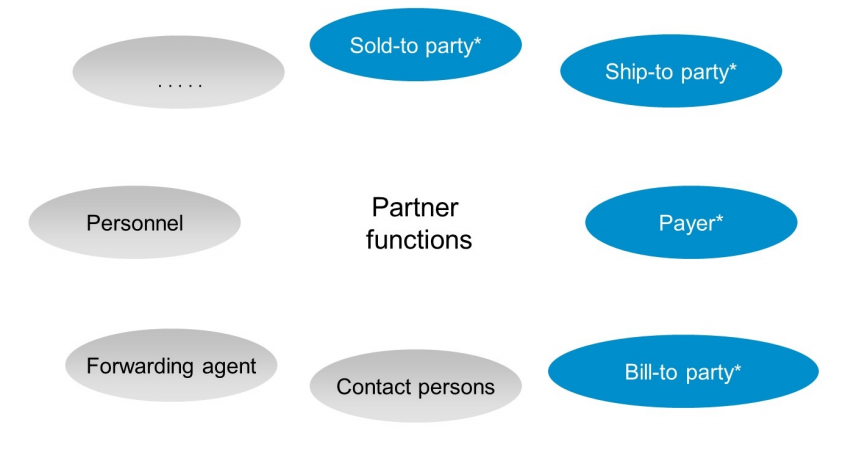 Sold-to party*
Ship-to party*
.....
Personnel
Partner
functions
Payer*
Forwarding agent
Contact persons
Bill-to party*